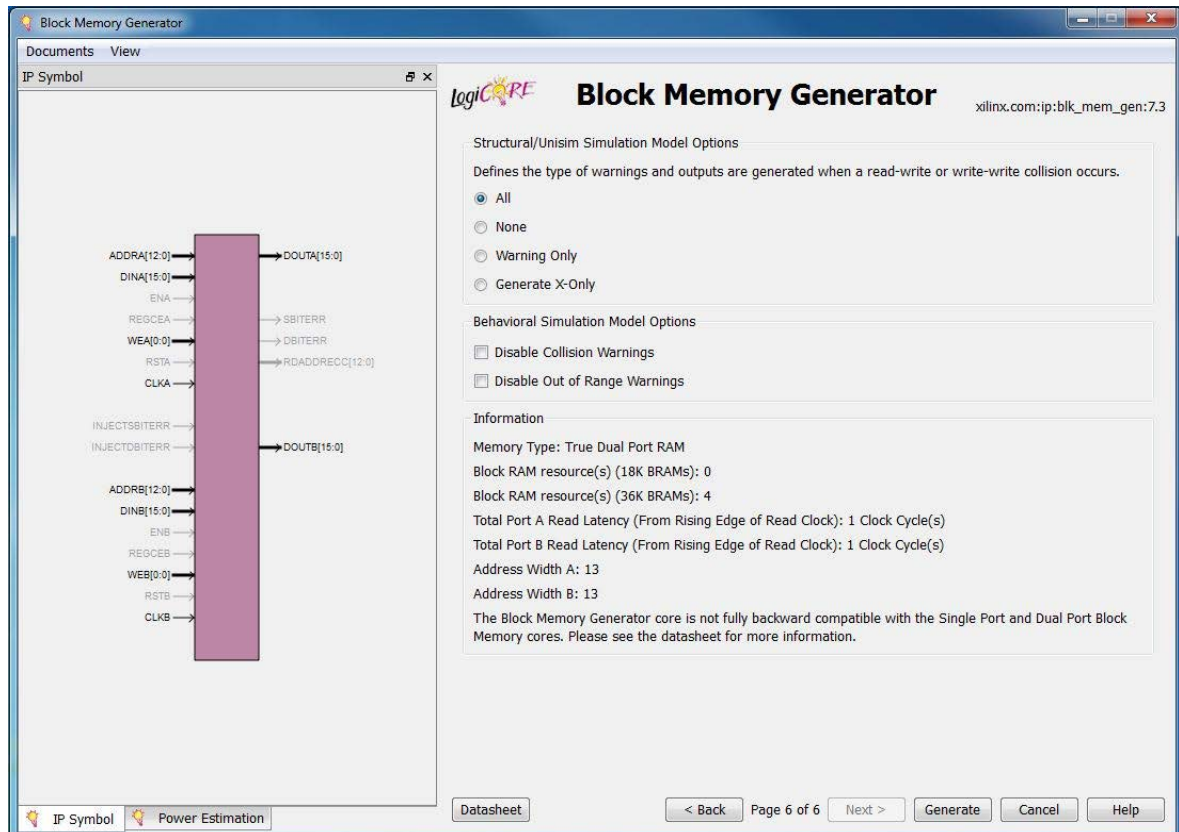 Block Memory Generator
Documents View
IP Symbol
ADDRA[12:0]
DINA[15:0]
ENA
REGCEA
WEA[0:0]
RSTA
CLKA
INJECTSBITERR
INJECTDBITERR
ADDRB[12:0]
DINB[15:0]
ENB
REGCEB
WEB[0:0]
RSTB
CLKB
DOUTA[15:0]
SBITERR
DBITERR
RDADDRECC[12:0]
DOUTB[15:0]
IP Symbol
Power Estimation
LogiCORE
Block Memory Generator
xilinx.com:ip:blk_mem_gen:7.3
Structural/Unisim Simulation Model Options
Defines the type of warnings and outputs are generated when a read-write or write-write collision occurs.
All
None
Warning Only
Generate X-Only
Behavioral Simulation Model Options
Disable Collision Warnings
Disable Out of Range Warnings
Information
Memory Type: True Dual Port RAM
Block RAM resource(s) (18K BRAMs): 0
Block RAM resource(s) (36K BRAMs): 4
Total Port A Read Latency (From Rising Edge of Read Clock): 1 Clock Cycle(s)
Total Port B Read Latency (From Rising Edge of Read Clock): 1 Clock Cycle(s)
Address Width A: 13
Address Width B: 13
The Block Memory Generator core is not fully backward compatible with the Single Port and Dual Port Block
Memory cores. Please see the datasheet for more information.
Datasheet
< Back Page 6 of 6 Next > Generate Cancel Help